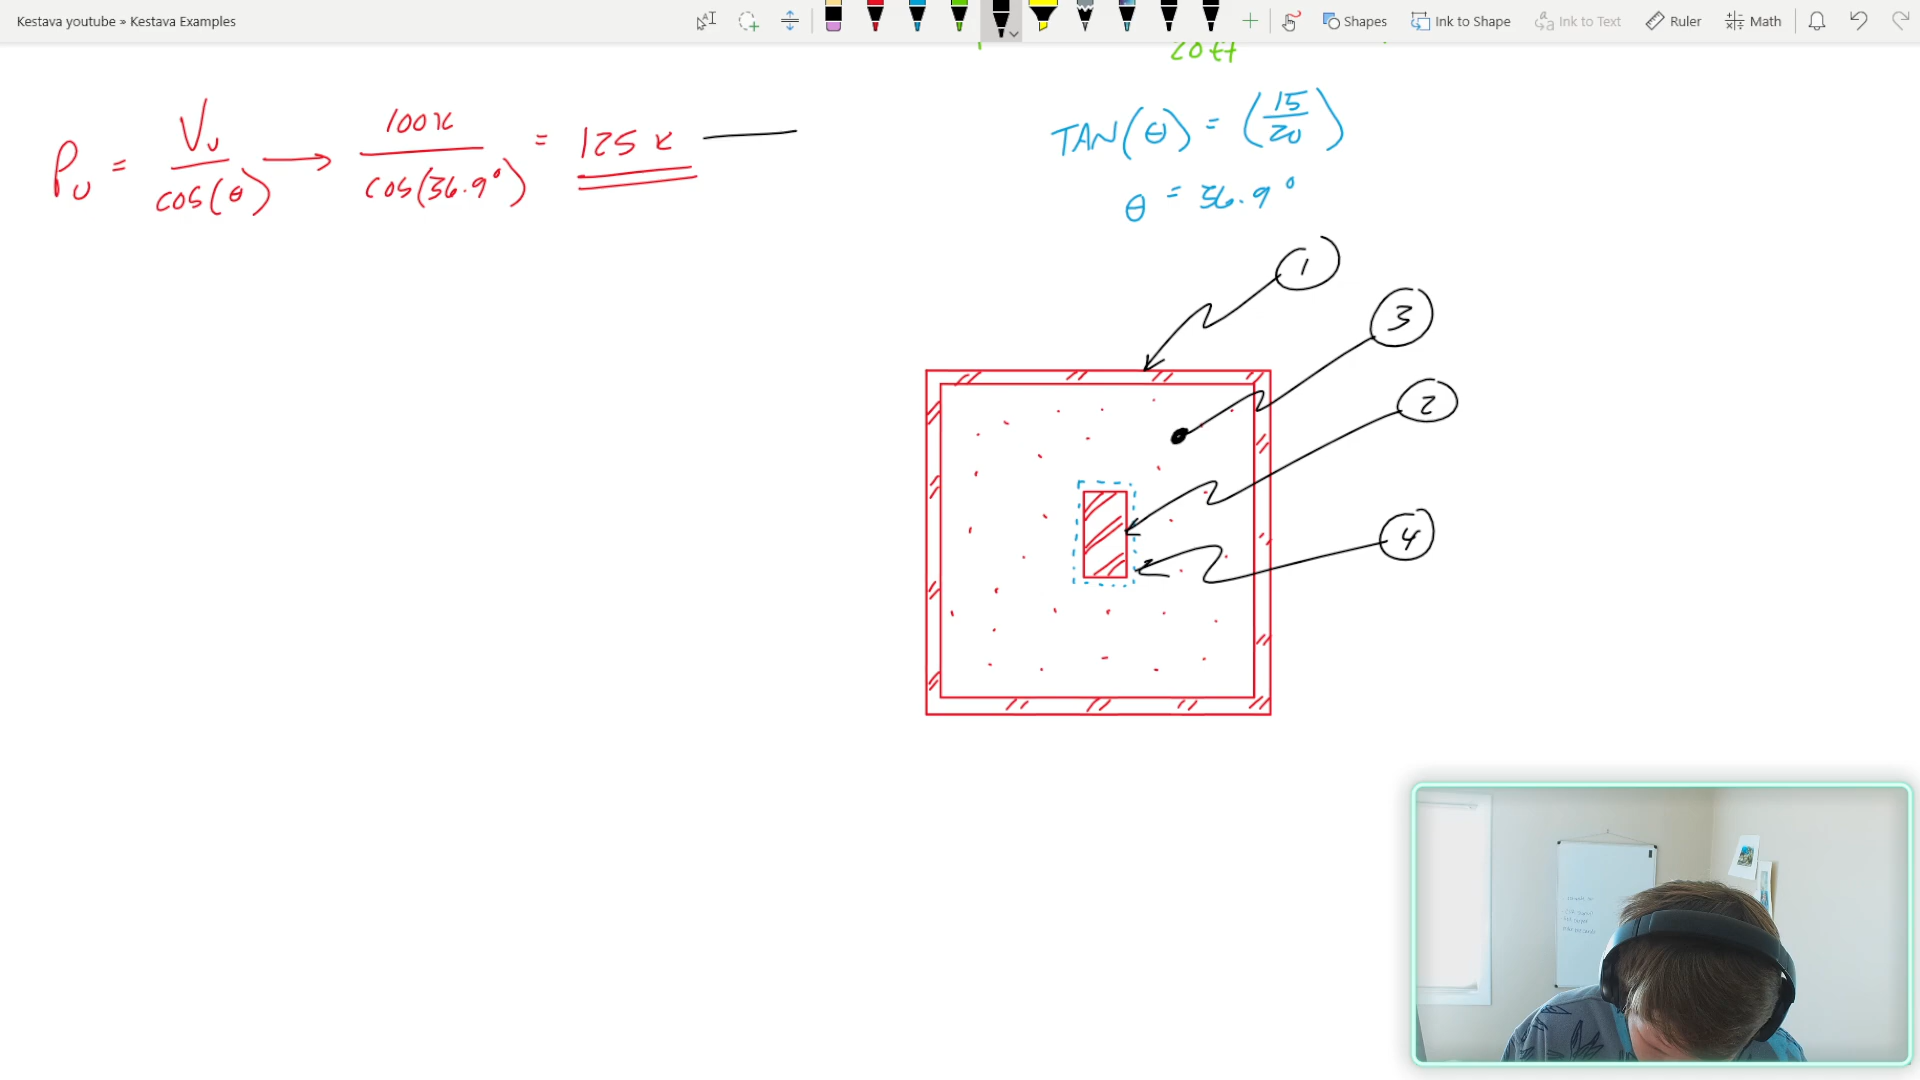 Kestava youtube » Kestava Examples
Shapes
Ink to Shape
Ink to Text
Ruler
Math
20 ft
Pu = Vu / cos(θ) → 100k / cos(36.9°) = 125 k
TAN(θ) = (15/20)
θ = 36.9°
1
3
2
4